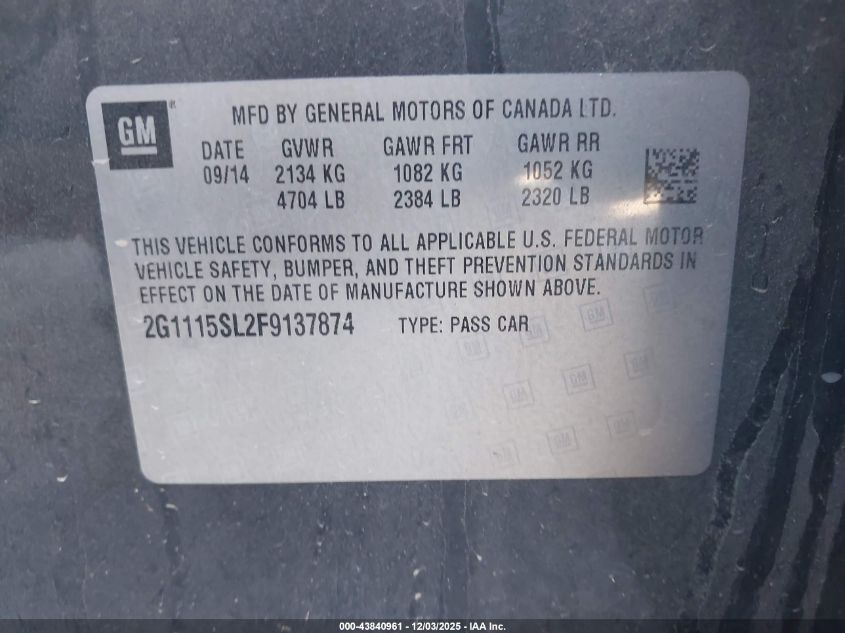 GM®
MFD BY GENERAL MOTORS OF CANADA LTD.
DATE GVWR GAWR FRT GAWR RR
09/14 2134 KG 1082 KG 1052 KG
4704 LB 2384 LB 2320 LB
THIS VEHICLE CONFORMS TO ALL APPLICABLE U.S. FEDERAL MOTOR
VEHICLE SAFETY, BUMPER, AND THEFT PREVENTION STANDARDS IN
EFFECT ON THE DATE OF MANUFACTURE SHOWN ABOVE.
2G1115SL2F9137874 TYPE: PASS CAR
000-43840961 - 12/03/2025 - IAA Inc.